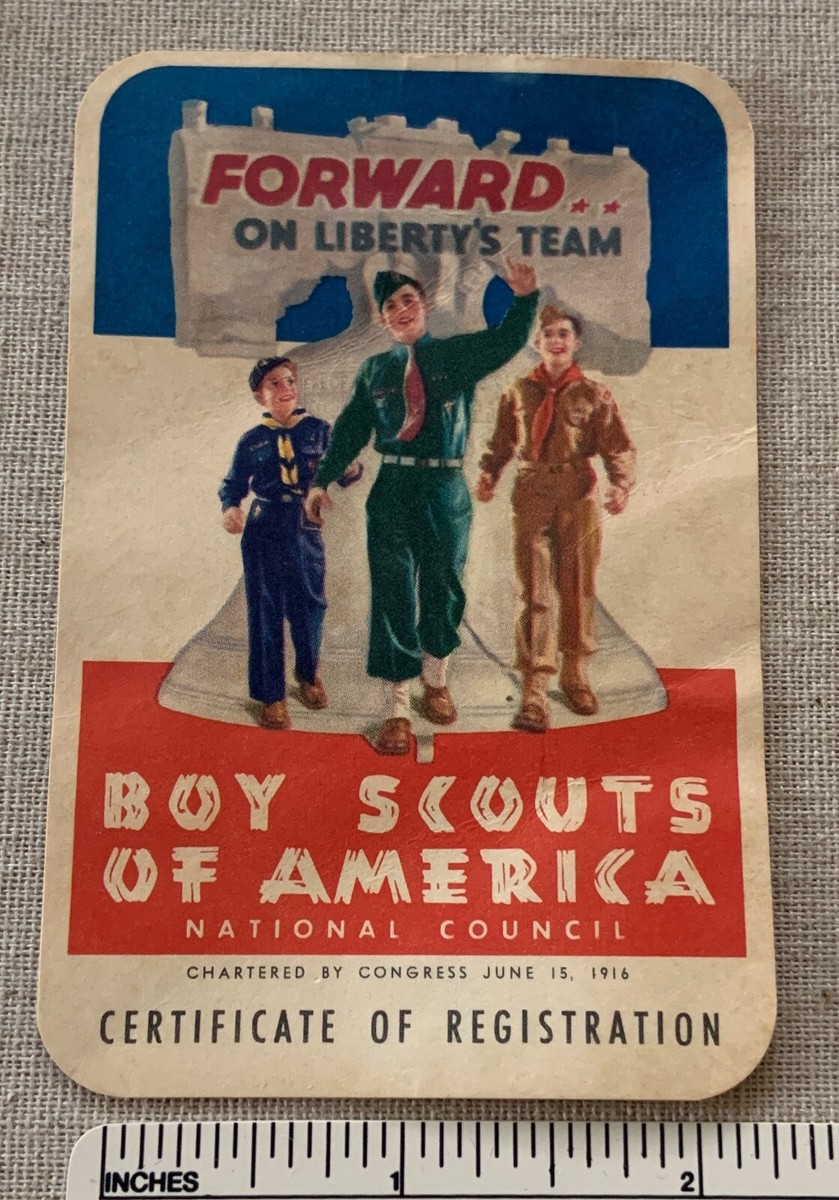 FORWARD..
ON LIBERTY'S TEAM
BOY SCOUTS
OF AMERICA
NATIONAL COUNCIL
CHARTERED BY CONGRESS JUNE 15, 1916
CERTIFICATE OF REGISTRATION
INCHES 1 2